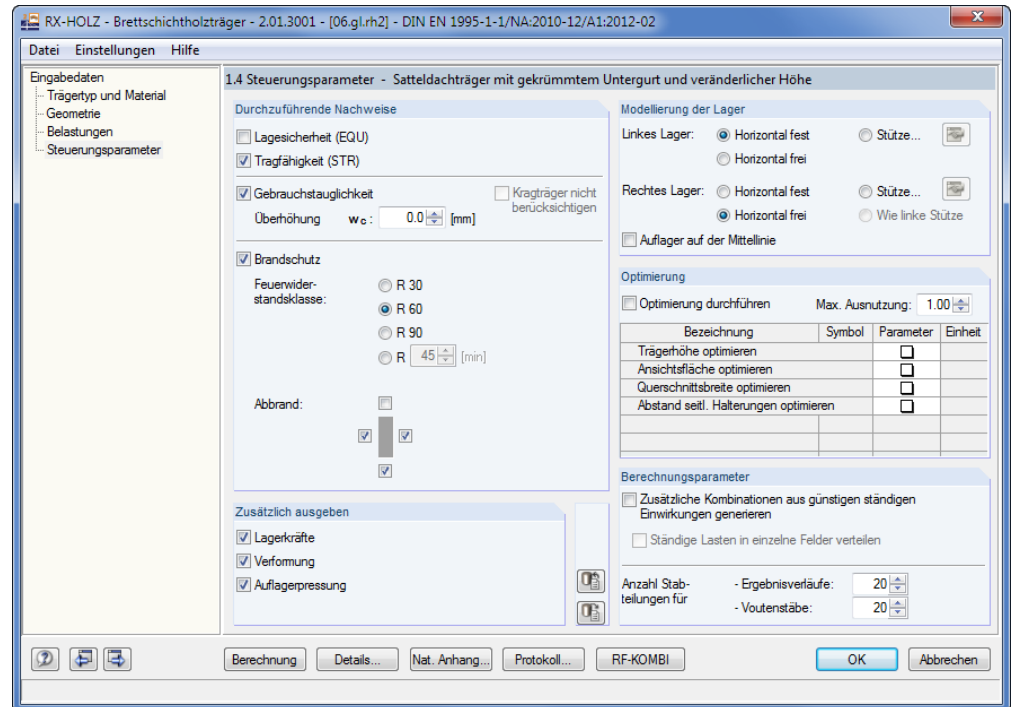 RX-HOLZ - Brettschichtholzträger - 2.01.3001 - [06.gl.rh2] - DIN EN 1995-1-1/NA:2010-12/A1:2012-02
Datei Einstellungen Hilfe
Eingabedaten
Trägertyp und Material
Geometrie
Belastungen
Steuerungsparameter
1.4 Steuerungsparameter - Satteldachträger mit gekrümmtem Untergurt und veränderlicher Höhe
Durchzuführende Nachweise
Lagesicherheit (EQU)
Tragfähigkeit (STR)
Gebrauchstauglichkeit
Kragträger nicht
berücksichtigen
Überhöhung wc: 0.0 [mm]
Brandschutz
Feuerwider-
standsklasse:
R 30
R 60
R 90
R 45 [min]
Abbrand:
Zusätzlich ausgeben
Lagerkräfte
Verformung
Auflagerpressung
Modellierung der Lager
Linkes Lager: Horizontal fest Stütze...
Horizontal frei
Rechtes Lager: Horizontal fest Stütze...
Horizontal frei Wie linke Stütze
Auflager auf der Mittellinie
Optimierung
Optimierung durchführen Max. Ausnutzung: 1.00
Bezeichnung Symbol Parameter Einheit
Trägerhöhe optimieren
Ansichtsfläche optimieren
Querschnittsbreite optimieren
Abstand seitl. Halterungen optimieren
Berechnungsparameter
Zusätzliche Kombinationen aus günstigen ständigen
Einwirkungen generieren
Ständige Lasten in einzelne Felder verteilen
Anzahl Stab-
teilungen für
- Ergebnisverläufe: 20
- Voutenstäbe: 20
Berechnung Details... Nat. Anhang... Protokoll... RF-KOMBI OK Abbrechen